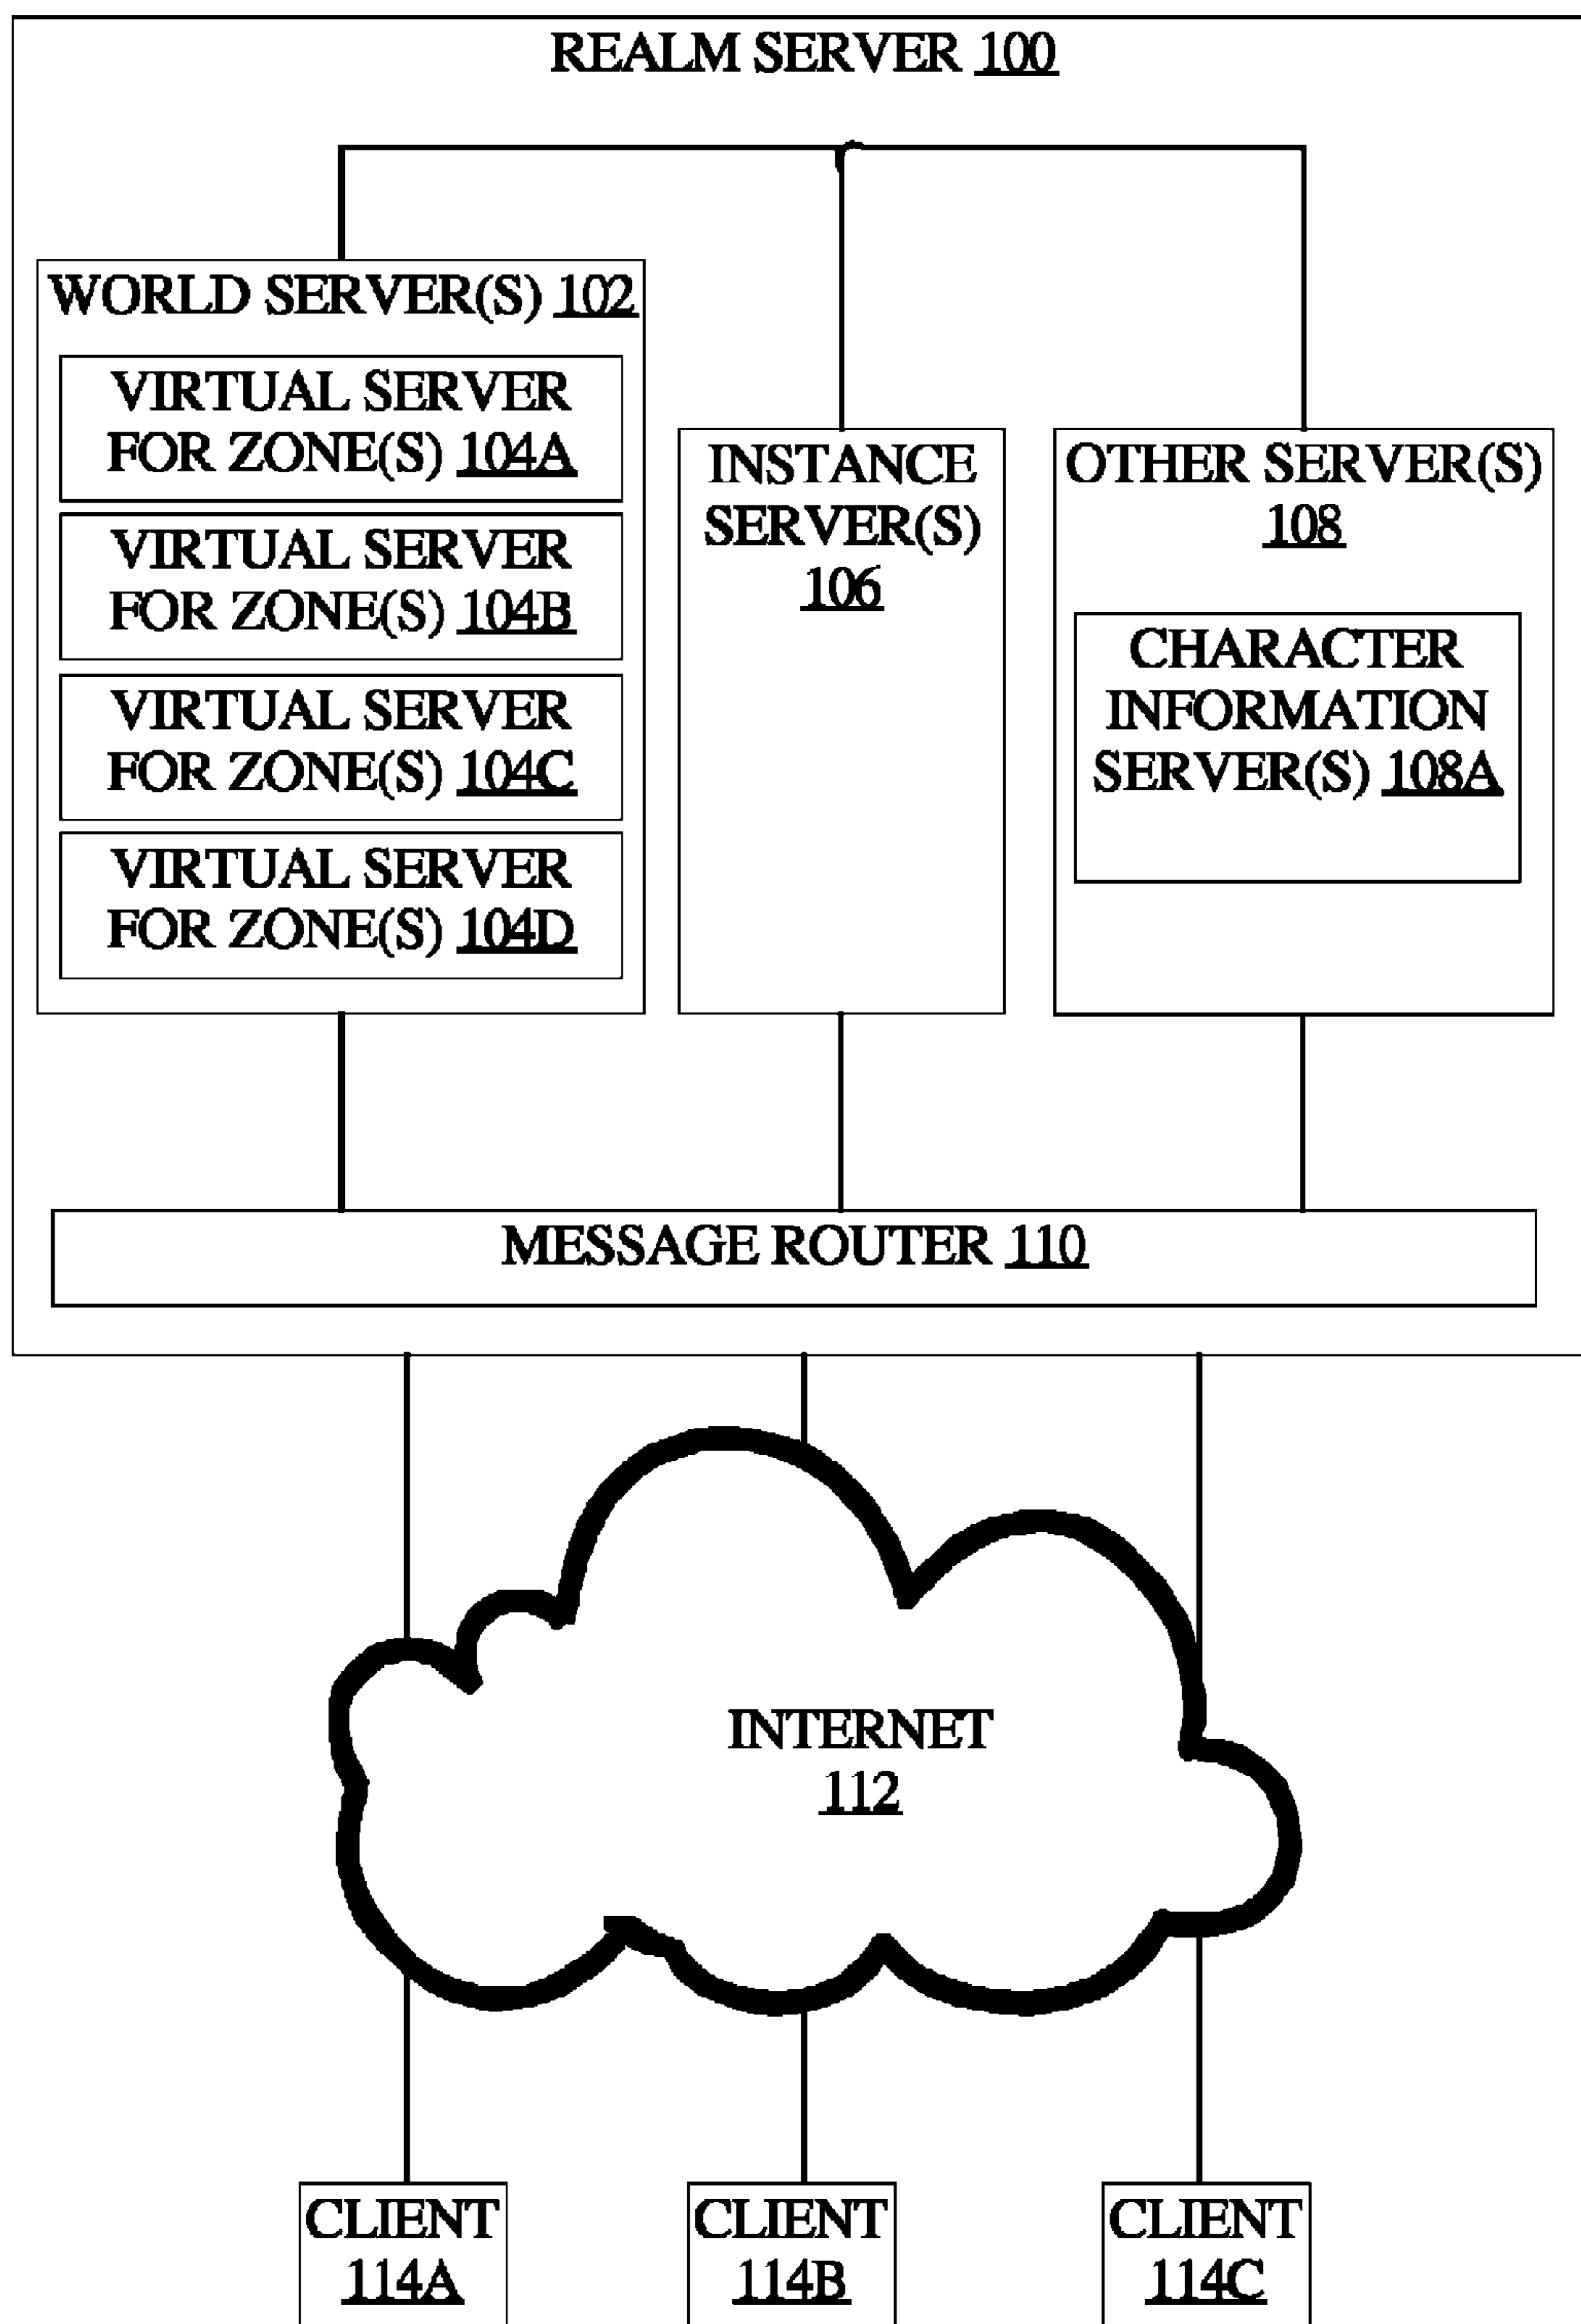 REALM SERVER 100
WORLD SERVER(S) 102
VIRTUAL SERVER
FOR ZONE(S) 104A
VIRTUAL SERVER
FOR ZONE(S) 104B
VIRTUAL SERVER
FOR ZONE(S) 104C
VIRTUAL SERVER
FOR ZONE(S) 104D
INSTANCE
SERVER(S)
106
OTHER SERVER(S)
108
CHARACTER
INFORMATION
SERVER(S) 108A
MESSAGE ROUTER 110
INTERNET
112
CLIENT
114A
CLIENT
114B
CLIENT
114C